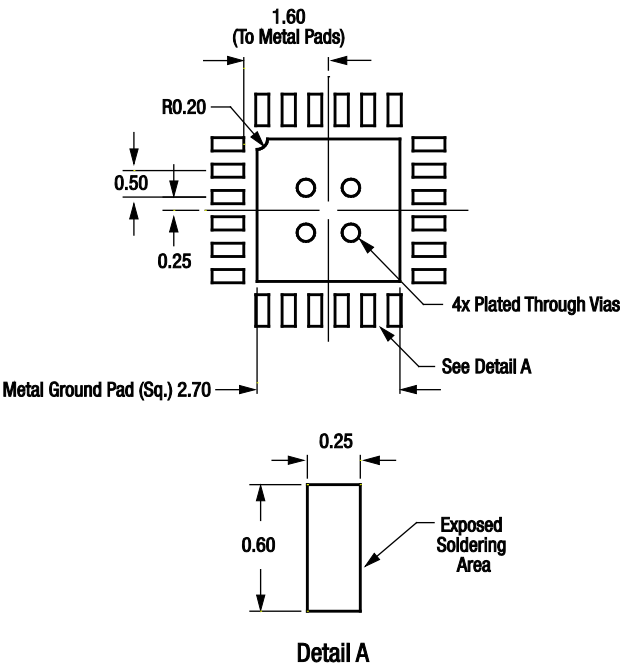 1.60
(To Metal Pads)
R0.20
0.50
0.25
4x Plated Through Vias
See Detail A
Metal Ground Pad (Sq.) 2.70
0.25
0.60
Exposed
Soldering
Area
Detail A